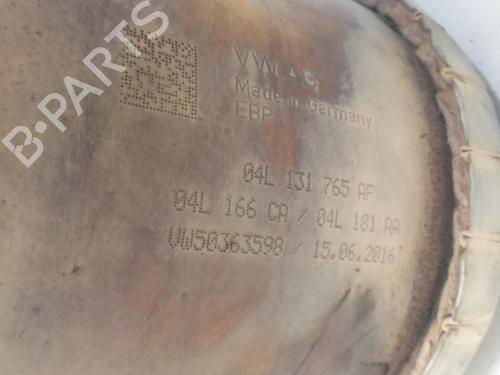 VW AG
Made in Germany
EBP
04L 131 765 AF
04L 166 CA / 04L 181 AA
VW50363598 / 15.06.2016
B-PARTS